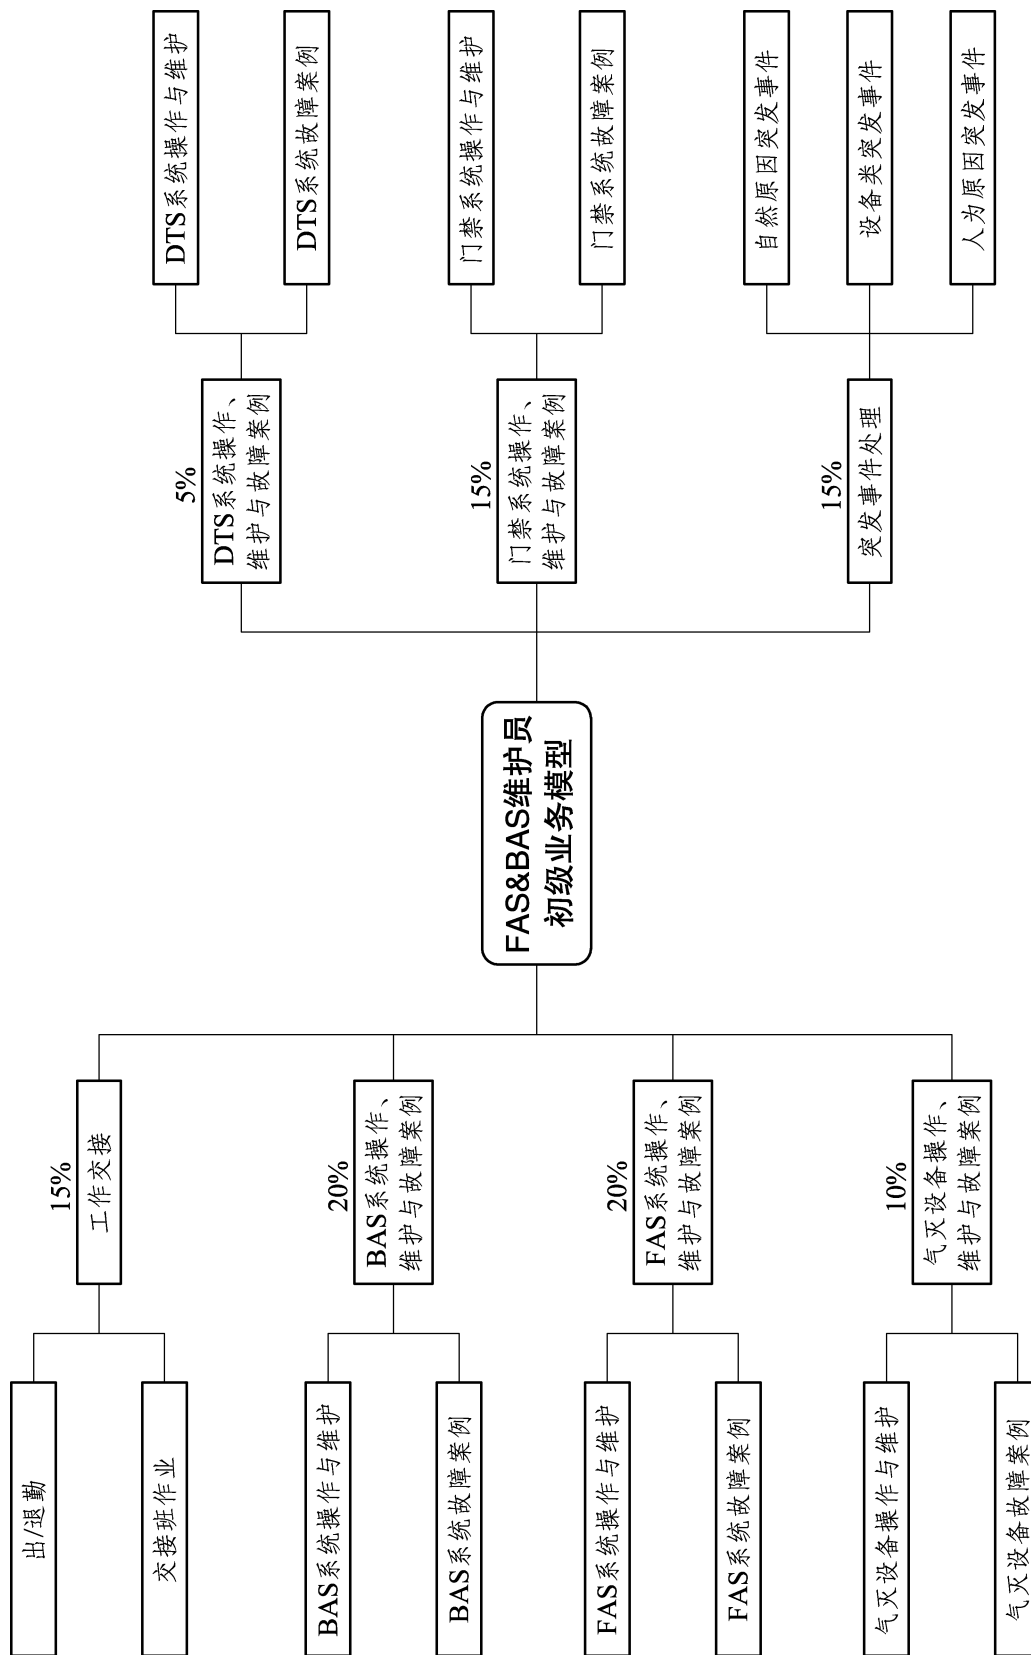 出/退勤
交接班作业
15%
工作交接
BAS系统操作与维护
BAS系统故障案例
20%
BAS系统操作、
维护与故障案例
FAS系统操作与维护
FAS系统故障案例
20%
FAS系统操作、
维护与故障案例
气灭设备操作与维护
气灭设备故障案例
10%
气灭设备操作、
维护与故障案例
FAS&BAS维护员
初级业务模型
5%
DTS系统操作、
维护与故障案例
DTS系统操作与维护
DTS系统故障案例
15%
门禁系统操作、
维护与故障案例
门禁系统操作与维护
门禁系统故障案例
15%
突发事件处理
自然原因突发事件
设备类突发事件
人为原因突发事件